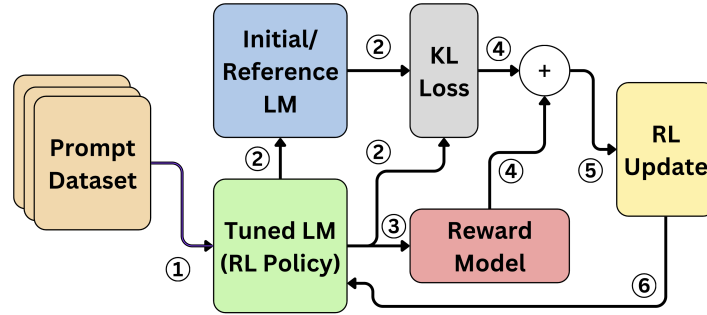 Initial/
Reference
LM
②
KL
Loss
④
+
Prompt
Dataset
②
②
④
⑤
RL
Update
①
Tuned LM
(RL Policy)
③
Reward
Model
⑥